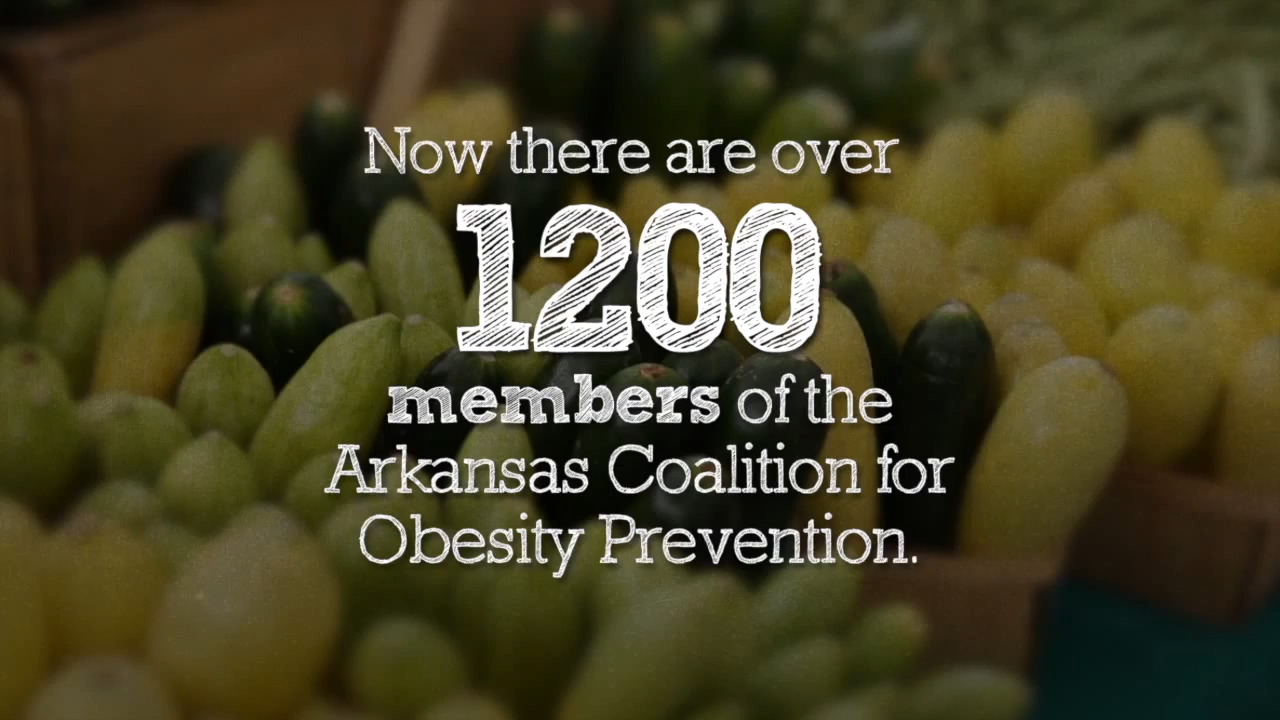 Now there are over
1200
members of the
Arkansas Coalition for
Obesity Prevention.